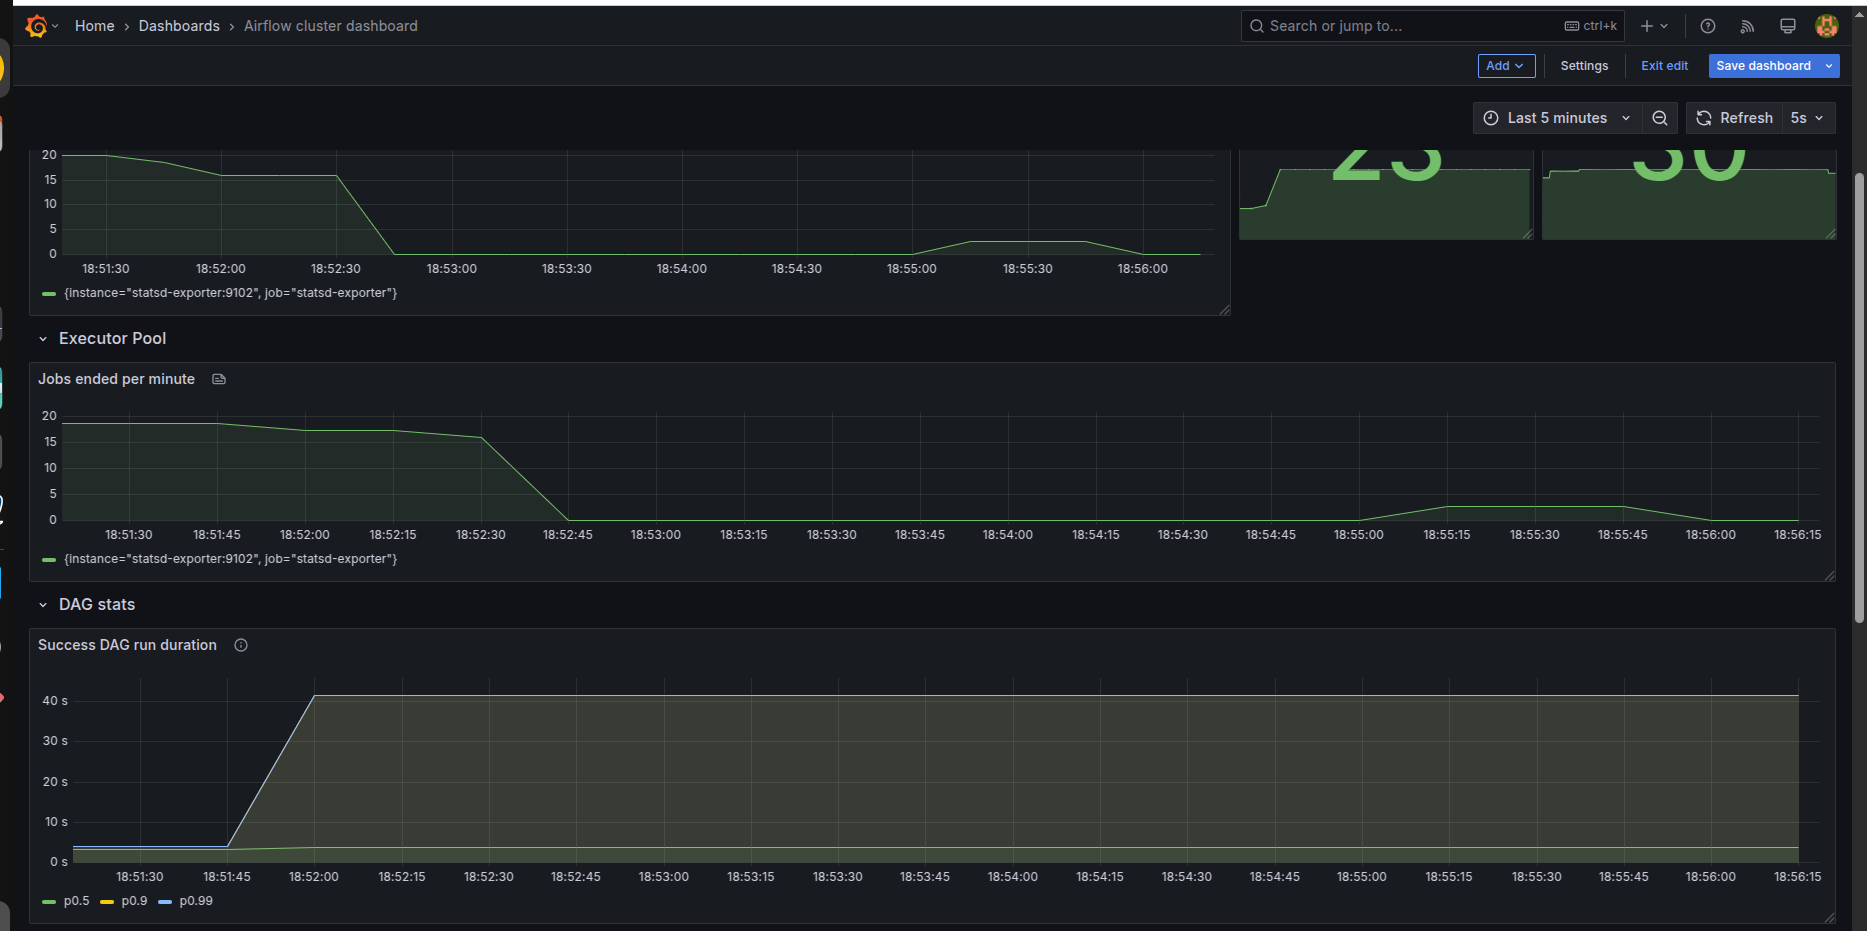 Home › Dashboards › Airflow cluster dashboard
Search or jump to... ctrl+k
Add Settings Exit edit Save dashboard
Last 5 minutes Refresh 5s
20
15
10
5
0
18:51:30 18:52:00 18:52:30 18:53:00 18:53:30 18:54:00 18:54:30 18:55:00 18:55:30 18:56:00
{instance="statsd-exporter:9102", job="statsd-exporter"}
Executor Pool
Jobs ended per minute
20
15
10
5
0
18:51:30 18:51:45 18:52:00 18:52:15 18:52:30 18:52:45 18:53:00 18:53:15 18:53:30 18:53:45 18:54:00 18:54:15 18:54:30 18:54:45 18:55:00 18:55:15 18:55:30 18:55:45 18:56:00 18:56:15
{instance="statsd-exporter:9102", job="statsd-exporter"}
DAG stats
Success DAG run duration
40 s
30 s
20 s
10 s
0 s
18:51:30 18:51:45 18:52:00 18:52:15 18:52:30 18:52:45 18:53:00 18:53:15 18:53:30 18:53:45 18:54:00 18:54:15 18:54:30 18:54:45 18:55:00 18:55:15 18:55:30 18:55:45 18:56:00 18:56:15
p0.5 p0.9 p0.99